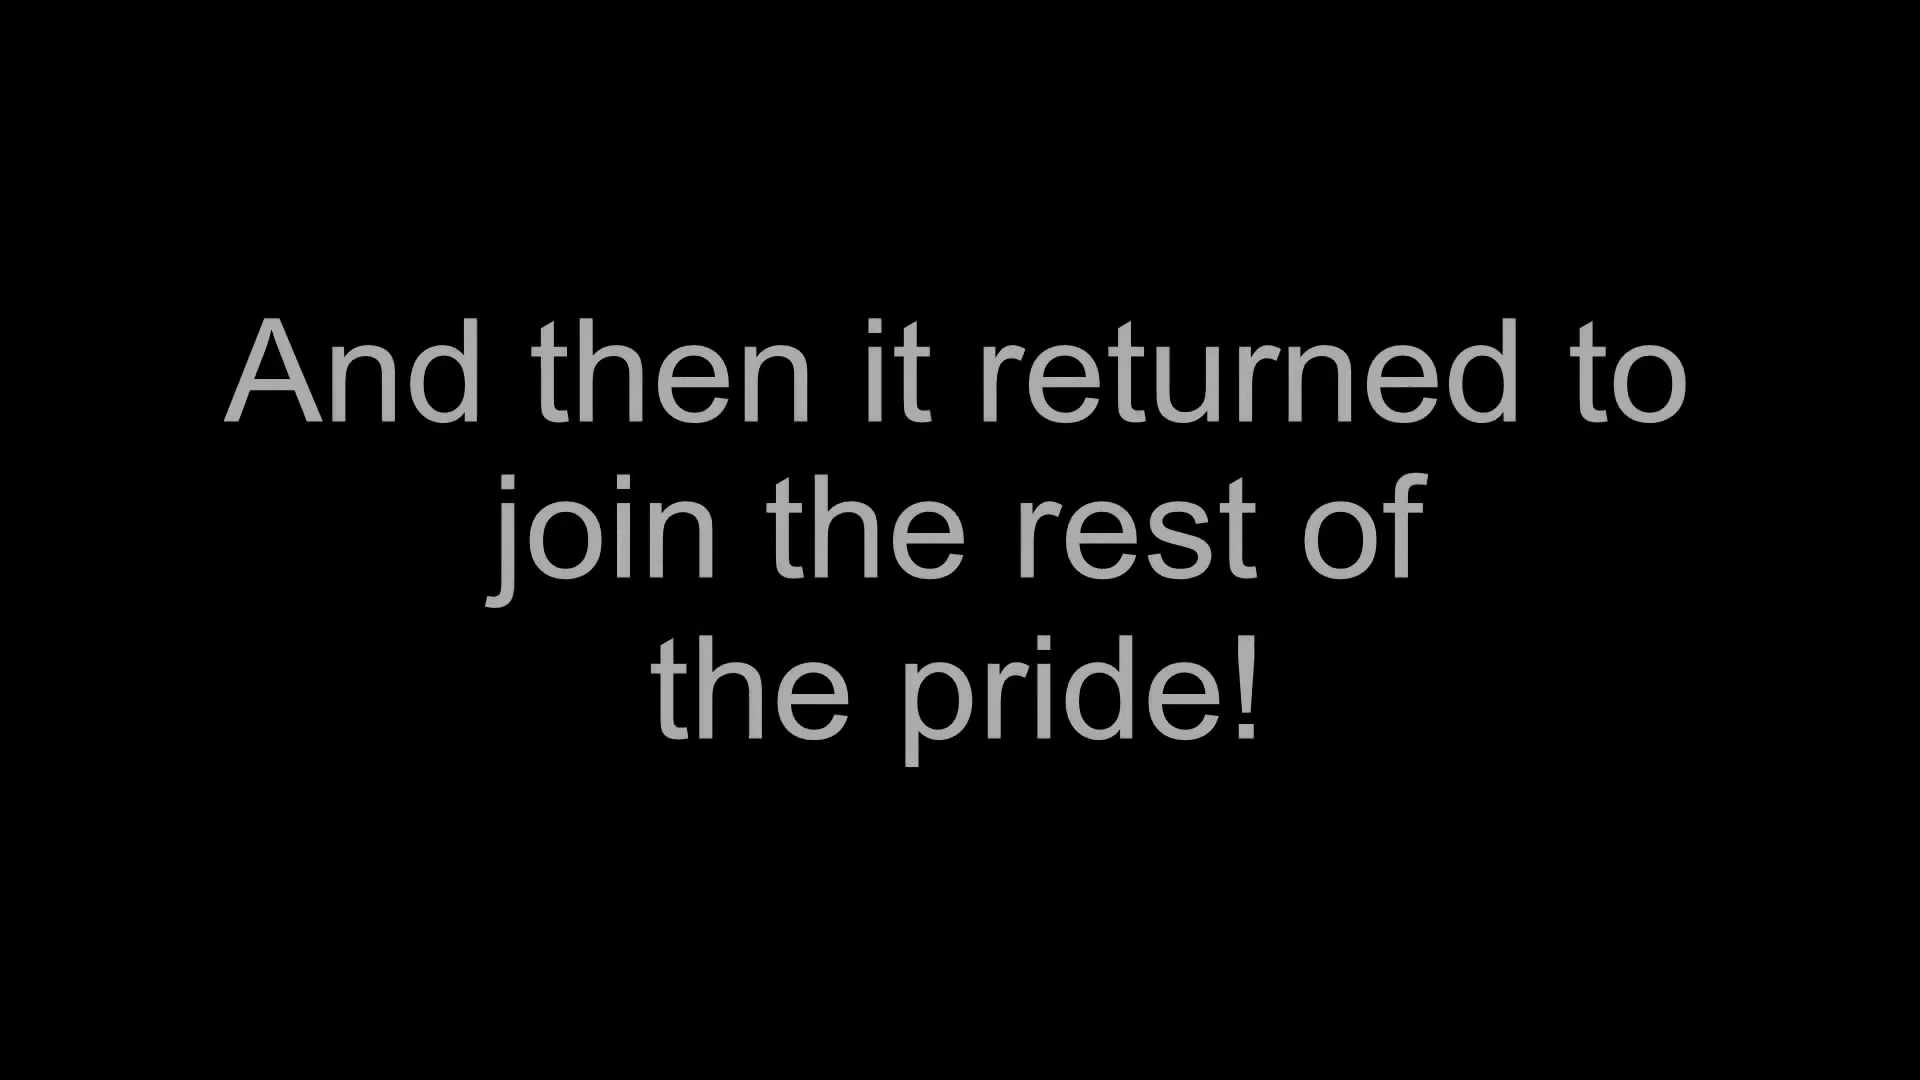 And then it returned to
join the rest of
the pride!